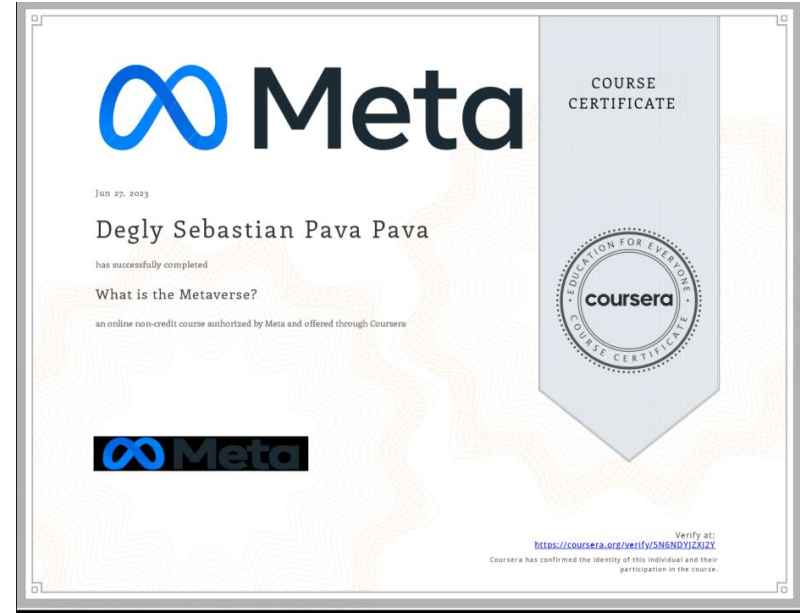 Meta
COURSE
CERTIFICATE
Jun 27, 2023
Degly Sebastian Pava Pava
has successfully completed
What is the Metaverse?
an online non-credit course authorized by Meta and offered through Coursera
EDUCATION FOR EVERYONE
coursera
COURSE CERTIFICATE
Meta
Verify at:
https://coursera.org/verify/5N6NDYJZXJ2Y
Coursera has confirmed the identity of this individual and their
participation in the course.